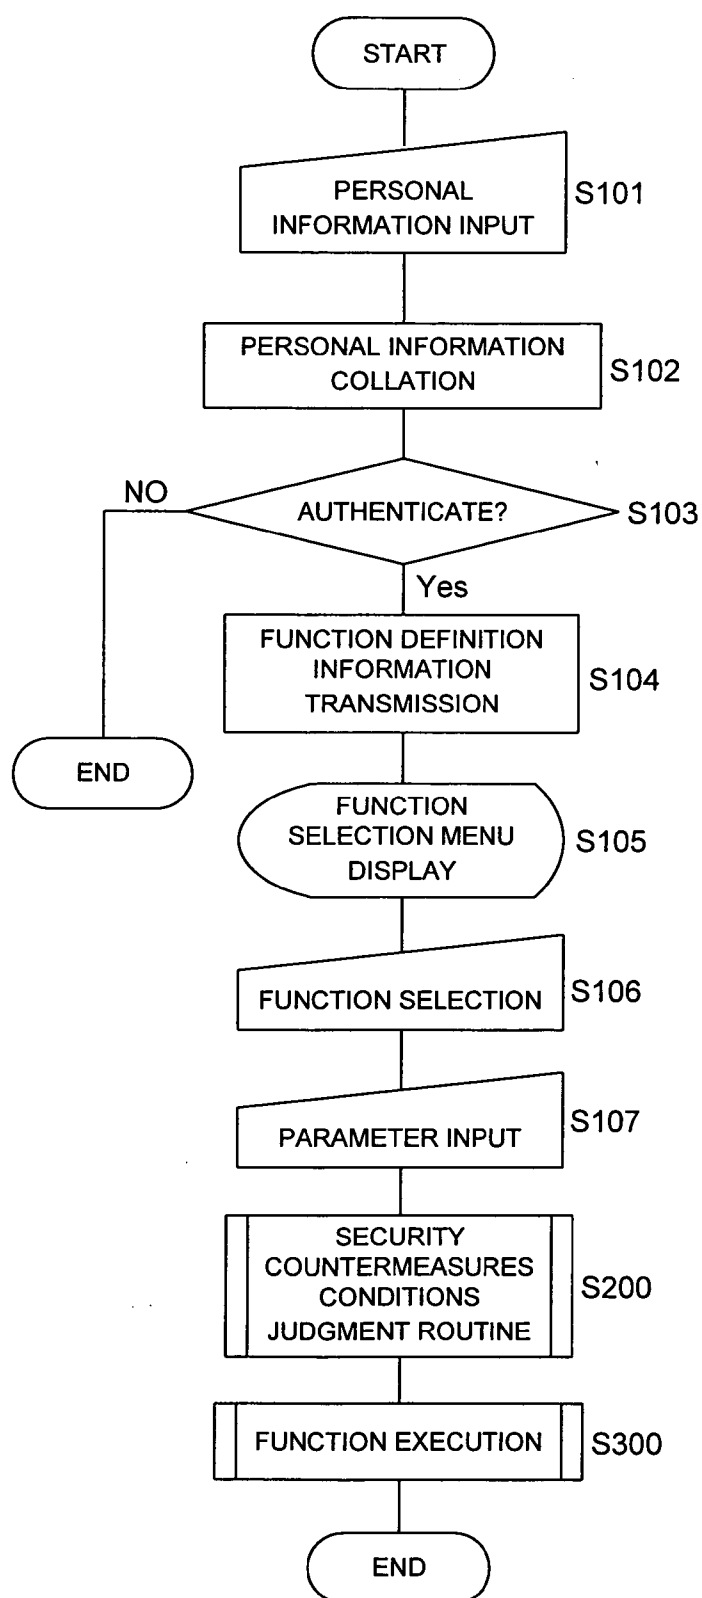 START
PERSONAL
INFORMATION INPUT
S101
PERSONAL INFORMATION
COLLATION
S102
NO
AUTHENTICATE?
S103
Yes
FUNCTION DEFINITION
INFORMATION
TRANSMISSION
S104
END
FUNCTION
SELECTION MENU
DISPLAY
S105
FUNCTION SELECTION
S106
PARAMETER INPUT
S107
SECURITY
COUNTERMEASURES
CONDITIONS
JUDGMENT ROUTINE
S200
FUNCTION EXECUTION
S300
END